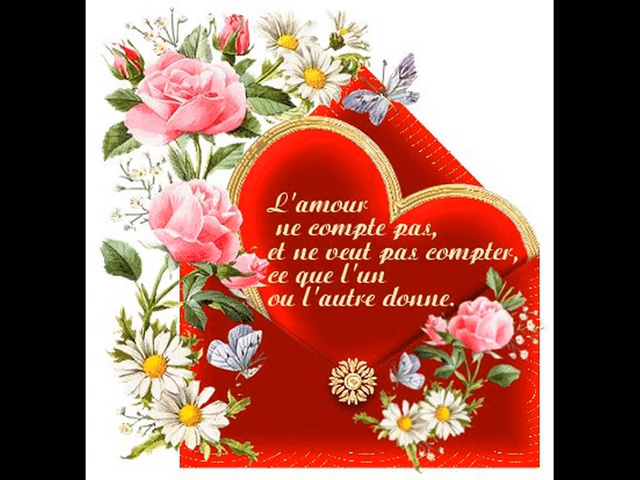 L'amour
ne compte pas,
et ne veut pas compter,
ce que l'un
ou l'autre donne.